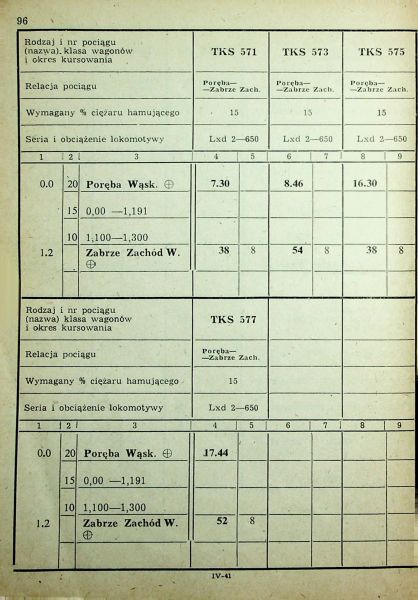 96
Rodzaj i nr pociągu
(nazwa) klasa wagonów
i okres kursowania
TKS 571 TKS 573 TKS 575
Relacja pociągu
Poręba— Poręba— Poręba—
—Zabrze Zach. —Zabrze Zach. —Zabrze Zach.
Wymagany % ciężaru hamującego 15 15 15
Seria i obciążenie lokomotywy Lxd 2—650 Lxd 2—650 Lxd 2—650
1 2 3 4 5 6 7 8 9
0.0 20 Poręba Wąsk. ⊕ 7.30 8.46 16.30
15 0,00 —1,191
10 1,100—1,300
1.2 Zabrze Zachód W. 38 8 54 8 38 8
⊕
Rodzaj i nr pociągu
(nazwa) klasa wagonów
i okres kursowania
TKS 577
Relacja pociągu
Poręba—
—Zabrze Zach.
Wymagany % ciężaru hamującego 15
Seria i obciążenie lokomotywy Lxd 2—650
1 2 3 4 5 6 7 8 9
0.0 20 Poręba Wąsk. ⊕ 17.44
15 0,00 —1,191
10 1,100—1,300
1.2 Zabrze Zachód W. 52 8
⊕
IV-41